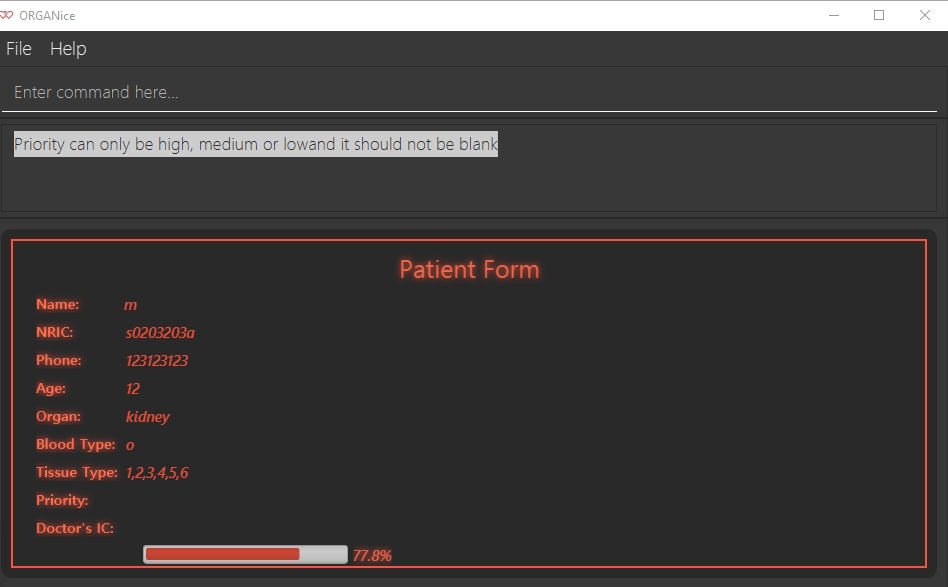 ORGANice
File Help
Enter command here...
Priority can only be high, medium or lowand it should not be blank
Patient Form
Name: m
NRIC: s0203203a
Phone: 123123123
Age: 12
Organ: kidney
Blood Type: o
Tissue Type: 1,2,3,4,5,6
Priority:
Doctor's IC:
77.8%